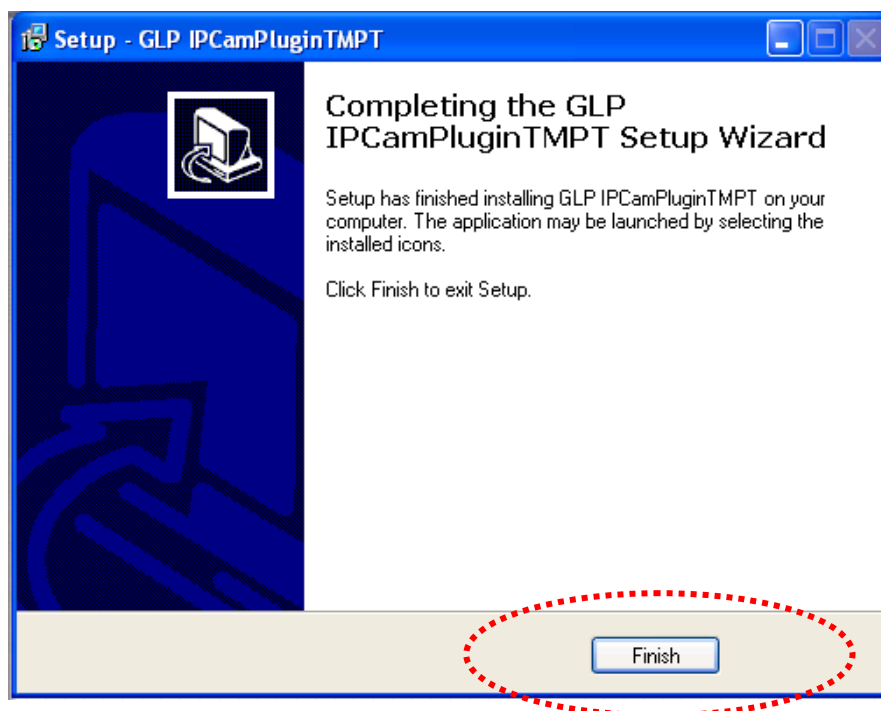 Setup - GLP IPCamPluginTMPT
Completing the GLP
IPCamPluginTMPT Setup Wizard
Setup has finished installing GLP IPCamPluginTMPT on your
computer. The application may be launched by selecting the
installed icons.
Click Finish to exit Setup.
Finish